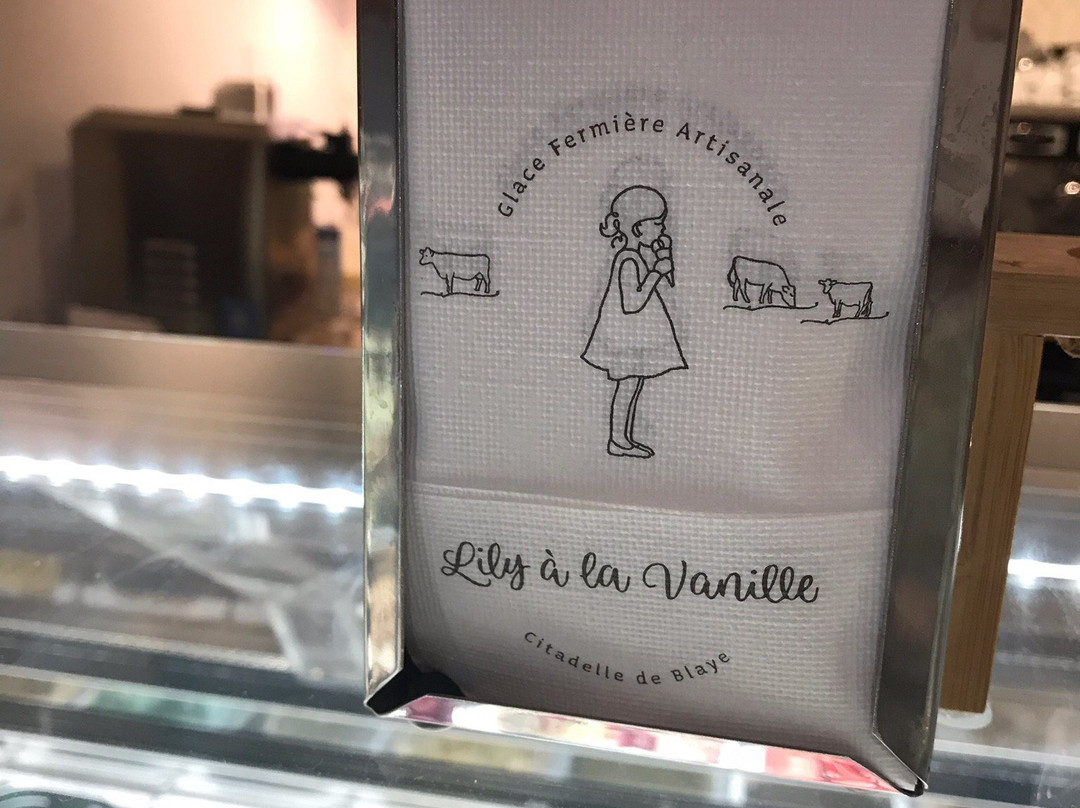 Glace Fermière Artisanale
Lily à la Vanille
Citadelle de Blaye